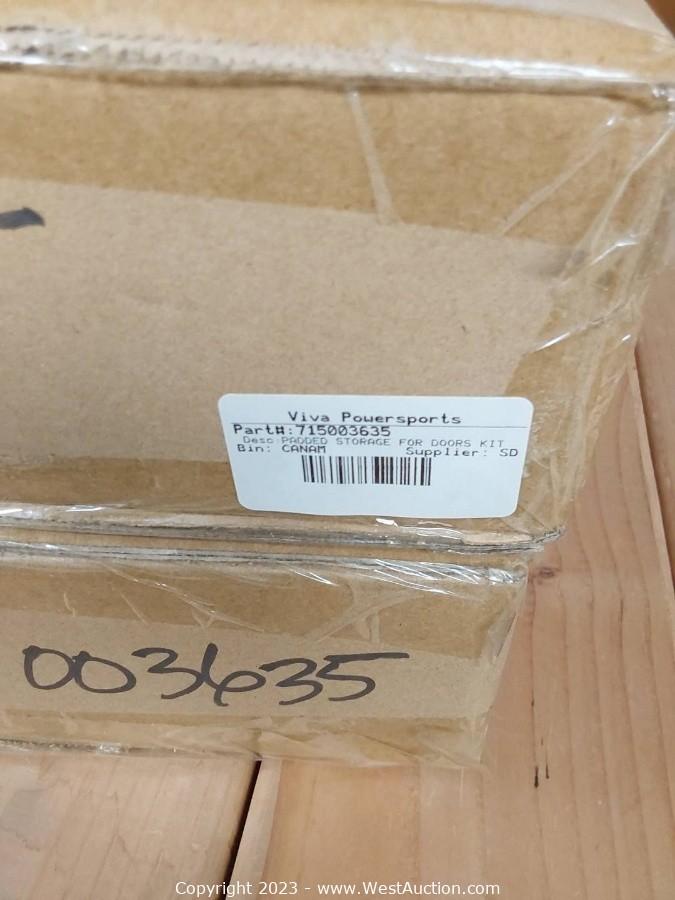 Viva Powersports
Part#:715003635
Desc:PADDED STORAGE FOR DOORS KIT
Bin: CANAM Supplier: SD
003635
Copyright 2023 - www.WestAuction.com